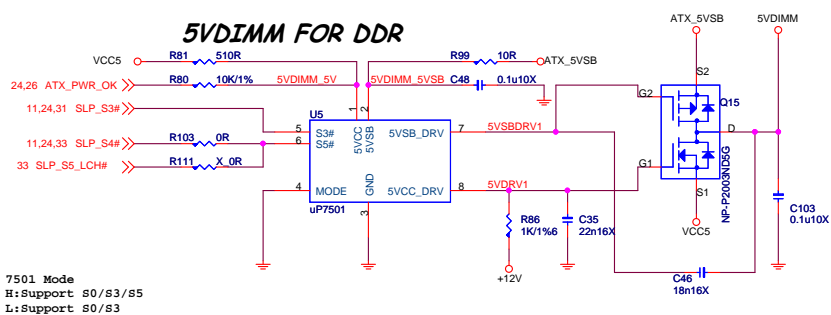 5VDIMM FOR DDR
ATX_5VSB
5VDIMM
VCC5
R81
510R
R99
10R
ATX_5VSB
24,26 ATX_PWR_OK
R80
10K/1%
5VDIMM_5V
5VDIMM_5VSB
C48
0.1u10X
S2
11,24,31 SLP_S3#
U5
1
2
G2
Q15
5
S3#
5VCC
5VSB
5VSB_DRV
7
5VSBDRV1
11,24,33 SLP_S4#
R103
0R
6
S5#
D
33 SLP_S5_LCH#
R111
X_0R
G1
4
MODE
GND
5VCC_DRV
8
5VDRV1
S1
uP7501
3
NP-P2003ND5G
R86
1K/1%6
C35
22n16X
C103
0.1u10X
VCC5
+12V
C46
18n16X
7501 Mode
H:Support S0/S3/S5
L:Support S0/S3